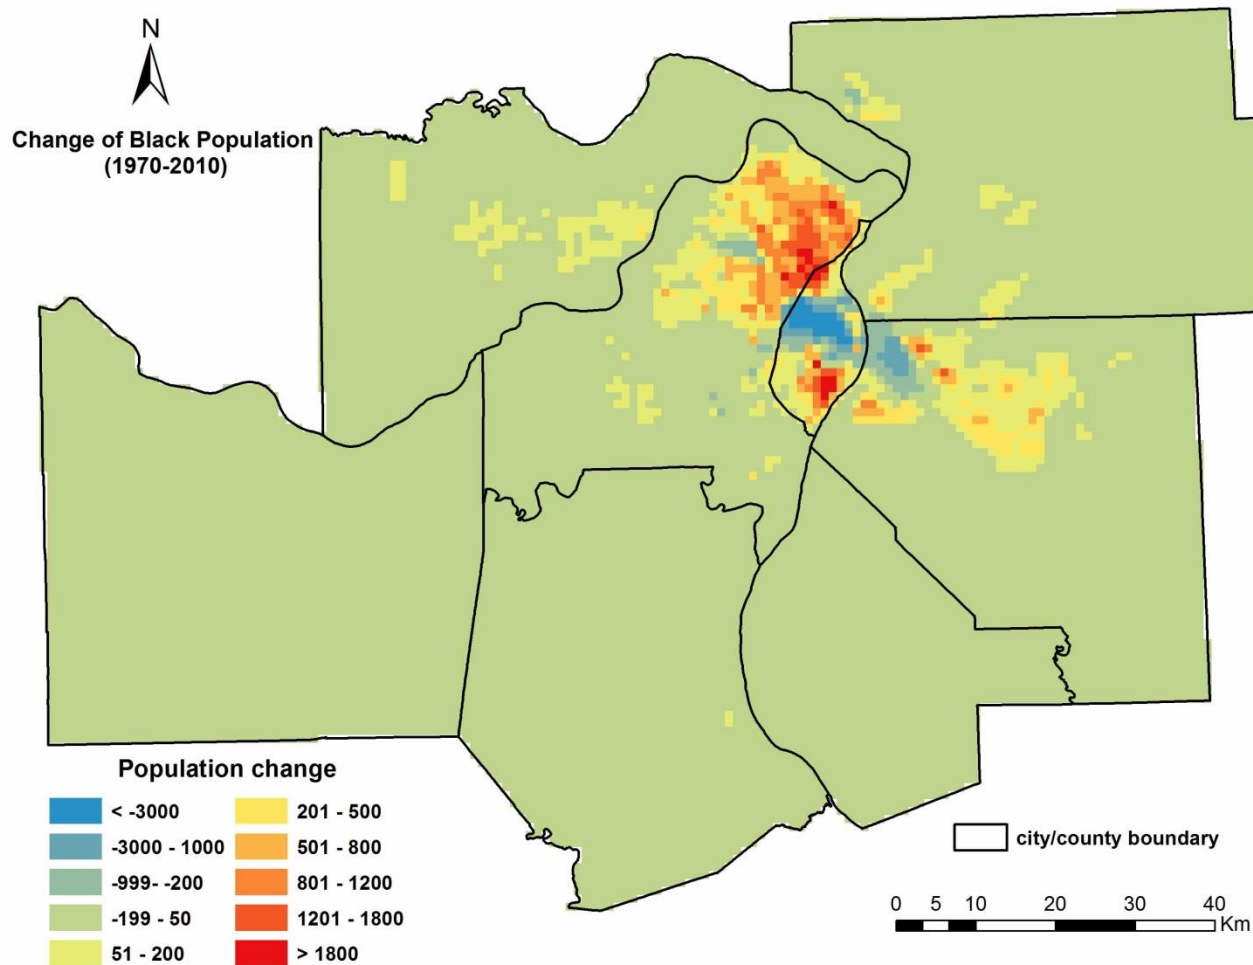 N
Change of Black Population
(1970-2010)
Population change
< -3000
-3000 - 1000
-999- -200
-199 - 50
51 - 200
201 - 500
501 - 800
801 - 1200
1201 - 1800
> 1800
city/county boundary
0 5 10 20 30 40
Km